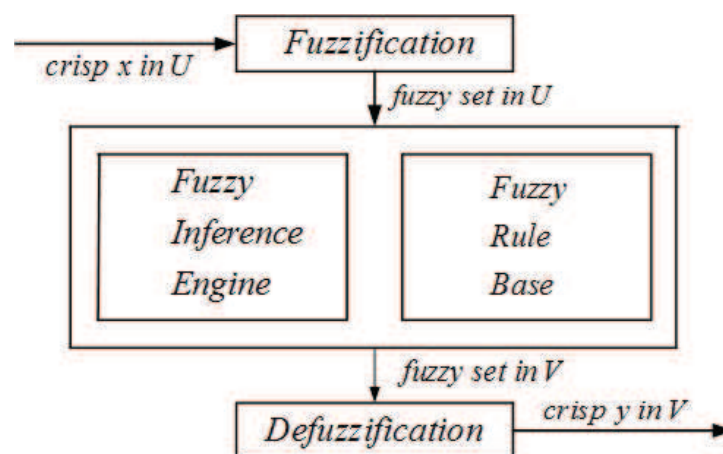 Fuzzification
crisp x in U
fuzzy set in U
Fuzzy
Inference
Engine
Fuzzy
Rule
Base
fuzzy set in V
crisp y in V
Defuzzification